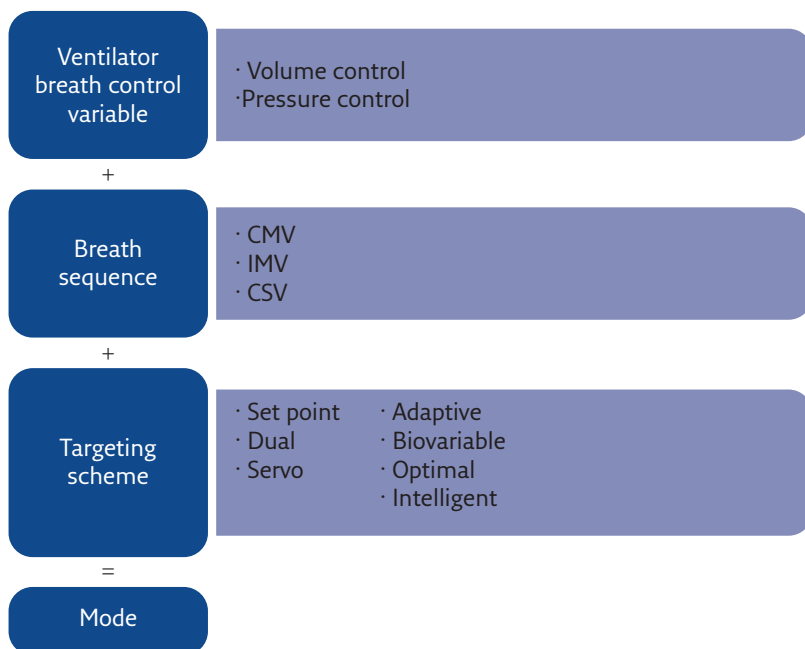 Ventilator
breath control
variable
· Volume control
·Pressure control
+
Breath
sequence
· CMV
· IMV
· CSV
+
Targeting
scheme
· Set point
· Dual
· Servo
· Adaptive
· Biovariable
· Optimal
· Intelligent
=
Mode